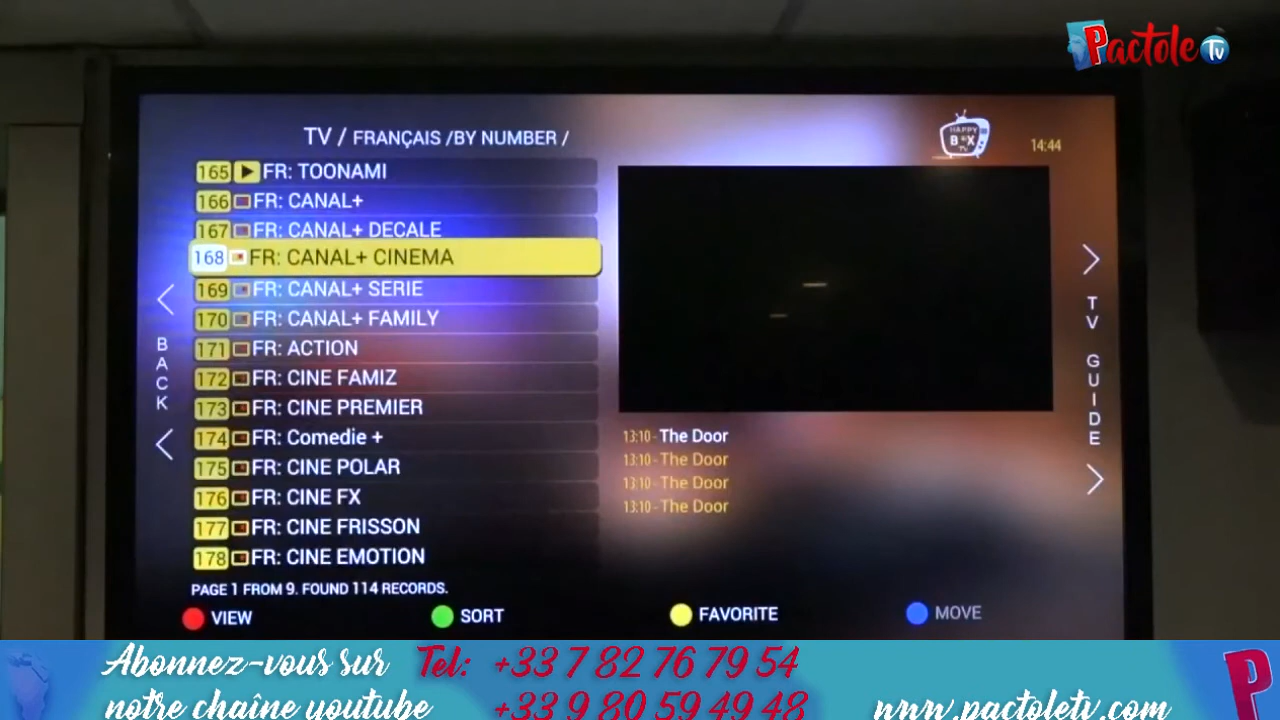 Pactole Tv
TV / FRANÇAIS /BY NUMBER /
HAPPY
B X
TV
14:44
165 FR: TOONAMI
166 FR: CANAL+
167 FR: CANAL+ DECALE
168 FR: CANAL+ CINEMA
169 FR: CANAL+ SERIE
170 FR: CANAL+ FAMILY
171 FR: ACTION
172 FR: CINE FAMIZ
173 FR: CINE PREMIER
174 FR: Comedie +
175 FR: CINE POLAR
176 FR: CINE FX
177 FR: CINE FRISSON
178 FR: CINE EMOTION
BACK
13:10 - The Door
13:10 - The Door
13:10 - The Door
13:10 - The Door
TV GUIDE
PAGE 1 FROM 9. FOUND 114 RECORDS.
VIEW SORT FAVORITE MOVE
Abonnez-vous sur
notre chaîne youtube
Tel: +33 7 82 76 79 54
+33 9 80 59 49 48
www.pactoletv.com
P